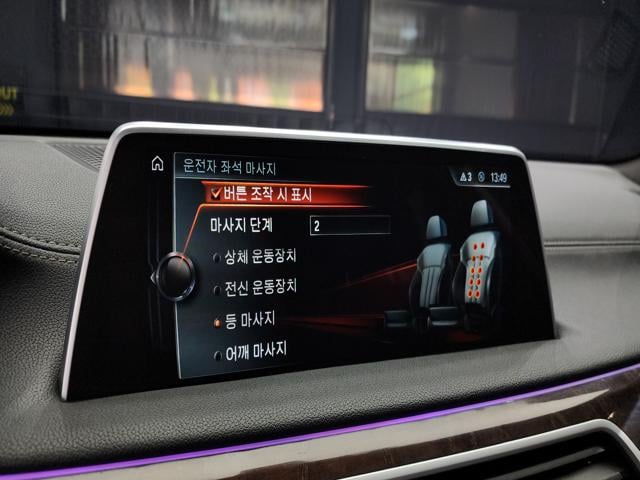 OUT
운전자 좌석 마사지
3
13:49
버튼 조작 시 표시
마사지 단계 2
상체 운동장치
전신 운동장치
등 마사지
어깨 마사지